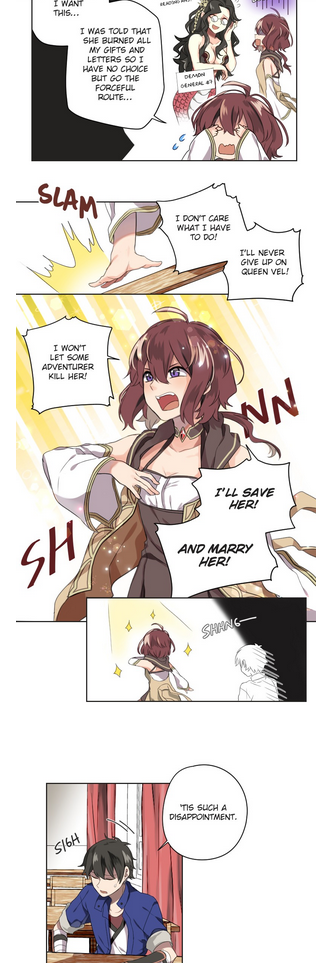 I WANT
THIS...
I WAS TOLD THAT
SHE BURNED ALL
MY GIFTS AND
LETTERS SO I
HAVE NO CHOICE
BUT GO THE
FORCEFUL
ROUTE...
DEMON
GENERAL #7
SLAM
I DON'T CARE
WHAT I HAVE
TO DO!
I'LL NEVER
GIVE UP ON
QUEEN VEL!
I WON'T
LET SOME
ADVENTURER
KILL HER!
NN
I'LL SAVE
HER!
AND MARRY
HER!
SH
SHHNG—
'TIS SUCH A
DISAPPOINTMENT.
SIGH